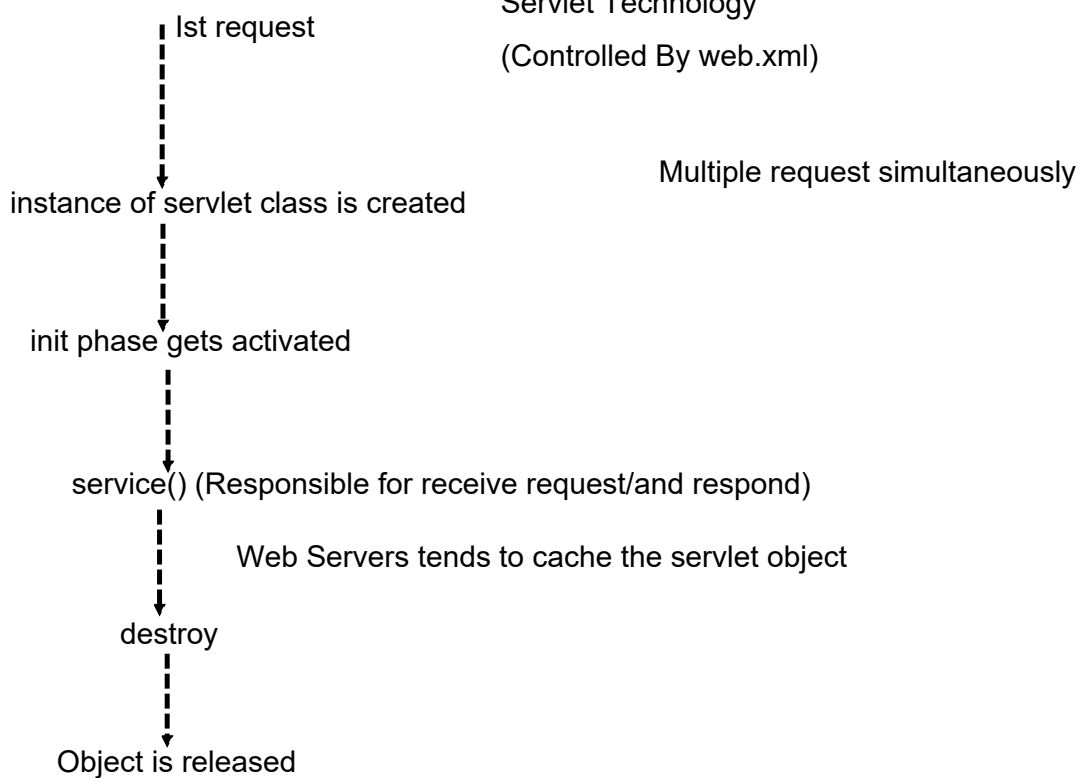 Servlet Technology
Ist request
(Controlled By web.xml)
Multiple request simultaneously
instance of servlet class is created
init phase gets activated
service() (Responsible for receive request/and respond)
Web Servers tends to cache the servlet object
destroy
Object is released